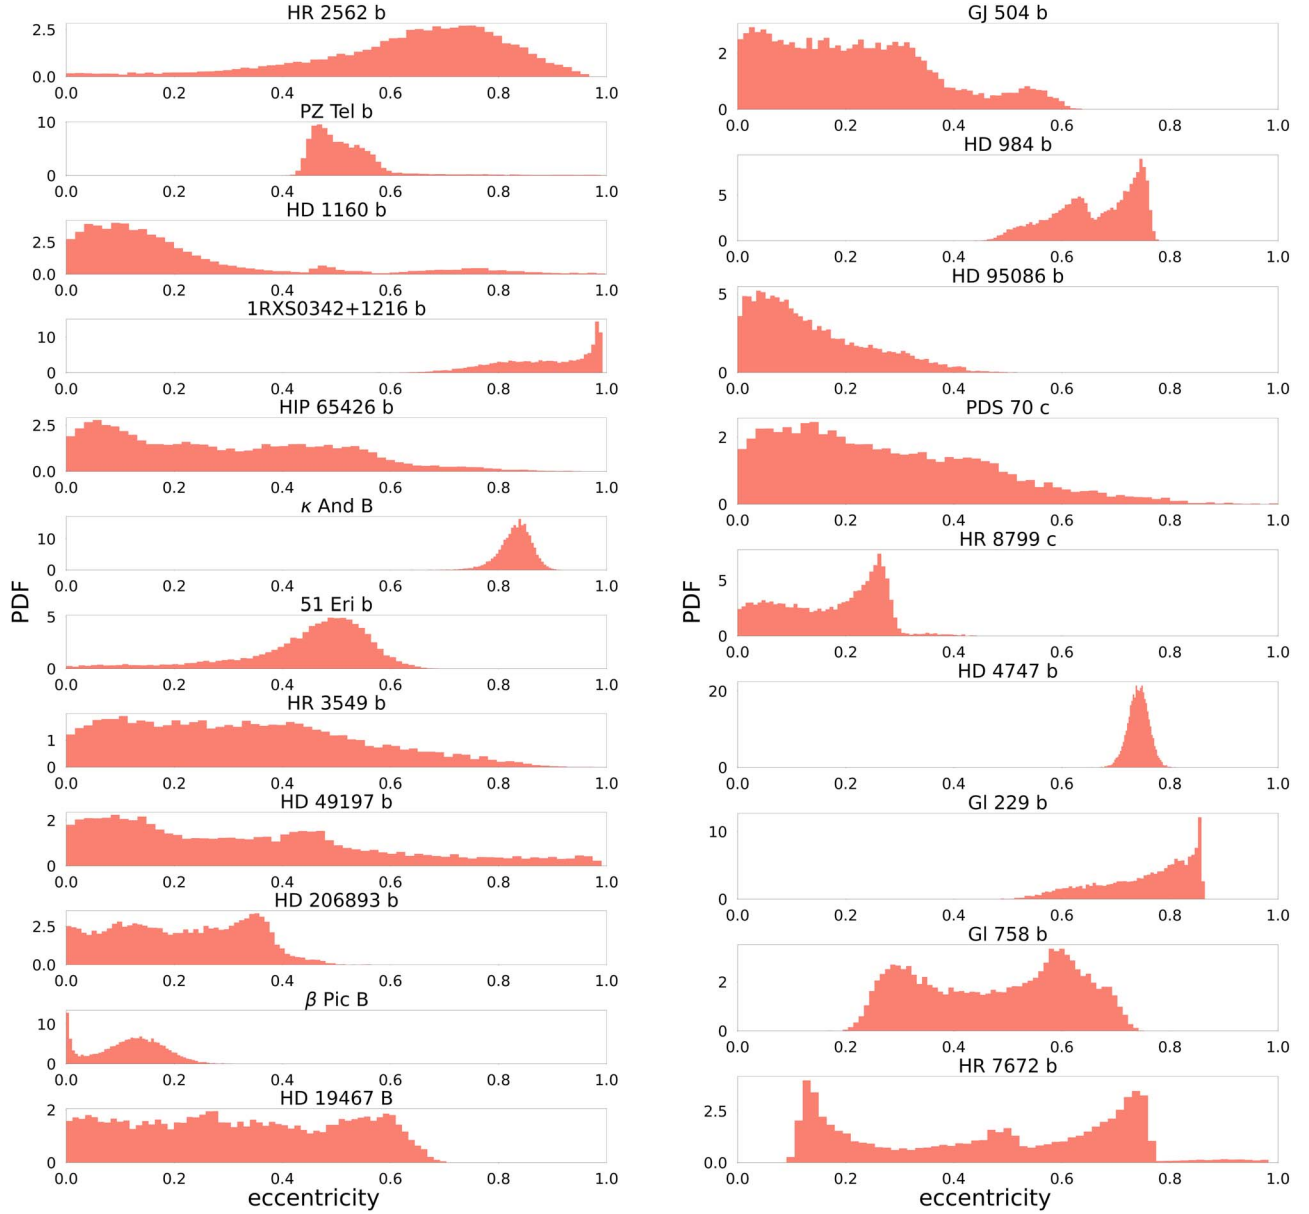 HR 2562 b
2.5
0.0
0.0 0.2 0.4 0.6 0.8 1.0
PZ Tel b
10
0
0.0 0.2 0.4 0.6 0.8 1.0
HD 1160 b
2.5
0.0
0.0 0.2 0.4 0.6 0.8 1.0
1RXS0342+1216 b
10
0
0.0 0.2 0.4 0.6 0.8 1.0
HIP 65426 b
2.5
0.0
0.0 0.2 0.4 0.6 0.8 1.0
κ And B
10
0
0.0 0.2 0.4 0.6 0.8 1.0
PDF
51 Eri b
5
0
0.0 0.2 0.4 0.6 0.8 1.0
HR 3549 b
1
0
0.0 0.2 0.4 0.6 0.8 1.0
HD 49197 b
2
0
0.0 0.2 0.4 0.6 0.8 1.0
HD 206893 b
2.5
0.0
0.0 0.2 0.4 0.6 0.8 1.0
β Pic B
10
0
0.0 0.2 0.4 0.6 0.8 1.0
HD 19467 B
2
0
0.0 0.2 0.4 0.6 0.8 1.0
eccentricity
GJ 504 b
2
0
0.0 0.2 0.4 0.6 0.8 1.0
HD 984 b
5
0
0.0 0.2 0.4 0.6 0.8 1.0
HD 95086 b
5
0
0.0 0.2 0.4 0.6 0.8 1.0
PDS 70 c
2
0
0.0 0.2 0.4 0.6 0.8 1.0
HR 8799 c
PDF
5
0
0.0 0.2 0.4 0.6 0.8 1.0
HD 4747 b
20
0
0.0 0.2 0.4 0.6 0.8 1.0
Gl 229 b
10
0
0.0 0.2 0.4 0.6 0.8 1.0
Gl 758 b
2
0
0.0 0.2 0.4 0.6 0.8 1.0
HR 7672 b
2.5
0.0
0.0 0.2 0.4 0.6 0.8 1.0
eccentricity